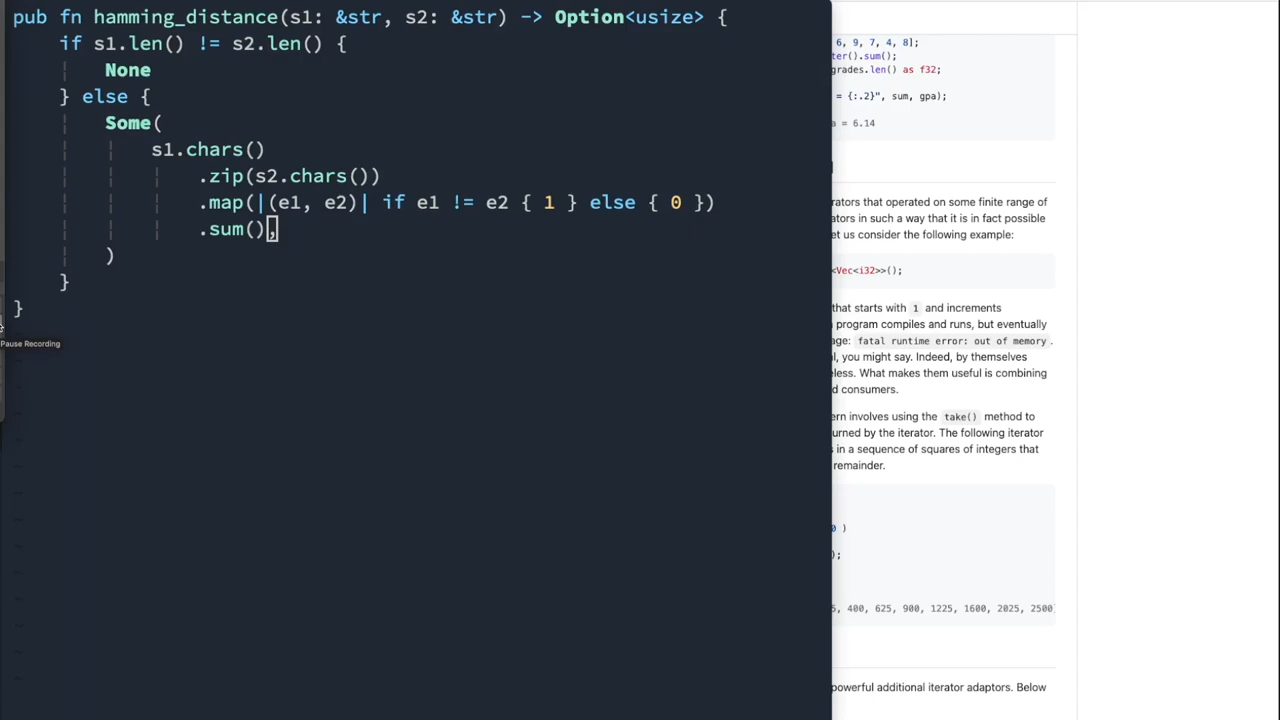 pub fn hamming_distance(s1: &str, s2: &str) -> Option<usize> {
    if s1.len() != s2.len() {
        None
    } else {
        Some(
            s1.chars()
                .zip(s2.chars())
                .map(|(e1, e2)| if e1 != e2 { 1 } else { 0 })
                .sum(),
        )
    }
}
Pause Recording
6, 9, 7, 4, 8];
ter().sum();
grades.len() as f32;
= {:.2}", sum, gpa);
a = 6.14
rators that operated on some finite range of
ators in such a way that it is in fact possible
et us consider the following example:
<Vec<i32>>();
that starts with 1 and increments
program compiles and runs, but eventually
age: fatal runtime error: out of memory.
l, you might say. Indeed, by themselves
eless. What makes them useful is combining
d consumers.
ern involves using the take() method to
urned by the iterator. The following iterator
s in a sequence of squares of integers that
remainder.
0 )
);
5, 400, 625, 900, 1225, 1600, 2025, 2500]
powerful additional iterator adaptors. Below